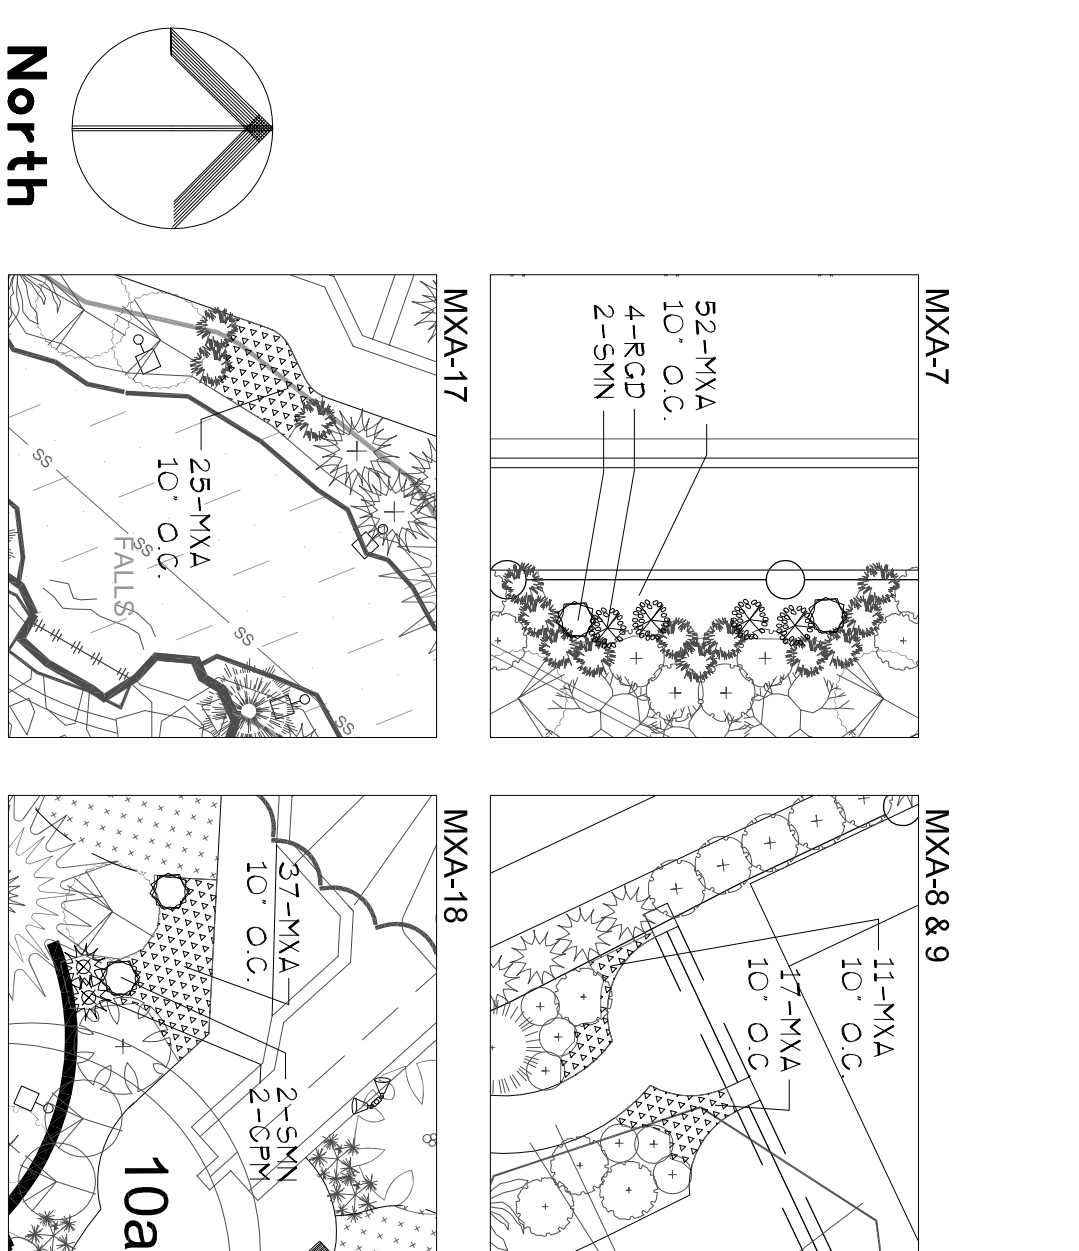 North
MXA-7
52-MXA
10" O.C.
4-RGD
2-SMN
MXA-8 & 9
11-MXA
10" O.C.
17-MXA
10" O.C.
MXA-17
25-MXA
10" O.C.
SS
SS
FALLS
SS
SS
MXA-18
37-MXA
10" O.C.
2-SMN
2-CPM
10a